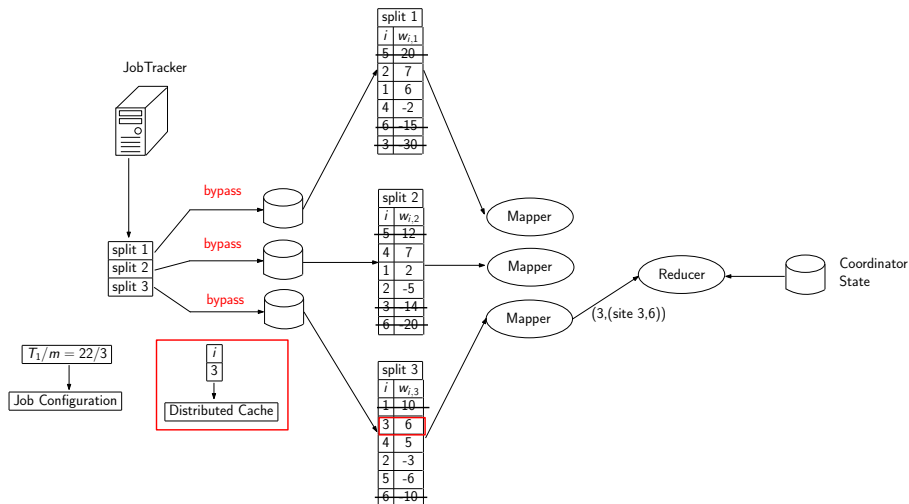 JobTracker
split 1
i w_{i,1}
5 20
2 7
1 6
4 -2
6 -15
3 -30
bypass
bypass
bypass
split 1
split 2
split 3
split 2
i w_{i,2}
5 12
4 7
1 2
2 -5
3 -14
6 -20
Mapper
Mapper
Mapper
Reducer
Coordinator
State
(3,(site 3,6))
T₁/m = 22/3
Job Configuration
i
3
Distributed Cache
split 3
i w_{i,3}
1 10
3 6
4 5
2 -3
5 -6
6 -10